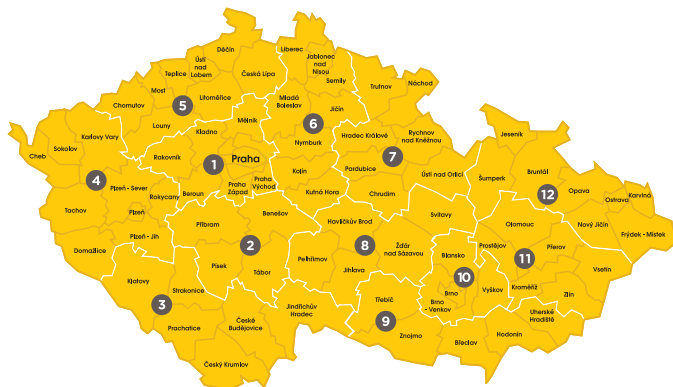 Děčín
Liberec
Jablonec
nad
Nisou
Ústí
nad
Labem
Teplice
Česká Lípa
Semily
Most
Litoměřice
Trutnov
Náchod
Chomutov
5
Mladá
Boleslav
Jičín
Louny
Mělník
6
Jeseník
Karlovy Vary
Kladno
Hradec Králové
Rychnov
nad Kněžnou
Sokolov
Nymburk
Cheb
Rakovník
1
Praha
7
4
Kolín
Pardubice
Ústí nad Orlicí
Šumperk
Bruntál
Plzeň - Sever
Rokycany
Beroun
Praha
Západ
Praha
Východ
Kutná Hora
Chrudim
12
Opava
Karviná
Ostrava
Tachov
Plzeň
Benešov
Svitavy
Příbram
Havlíčkův Brod
Olomouc
Nový Jičín
Frýdek - Místek
Plzeň - Jih
2
8
Žďár
nad Sázavou
Prostějov
Přerov
Domažlice
Pelhřimov
Blansko
11
Písek
Tábor
Jihlava
10
Vsetín
Klatovy
Strakonice
Kroměříž
Vyškov
Brno
Brno
- Venkov
Zlín
3
Jindřichův
Hradec
Třebíč
9
Uherské
Hradiště
Prachatice
České
Budějovice
Znojmo
Hodonín
Břeclav
Český Krumlov